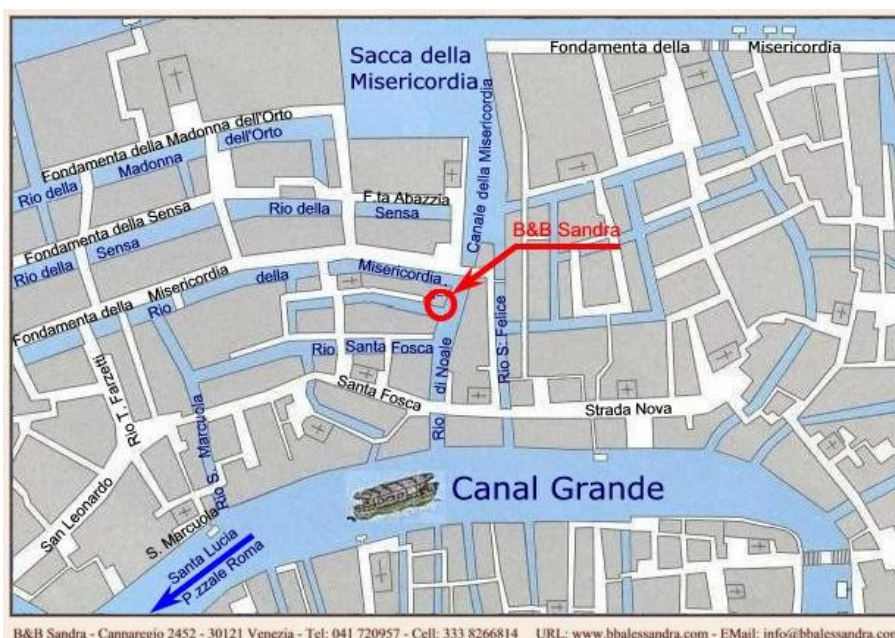 Sacca della
Misericordia
Fondamenta della Misericordia
Fondamenta della Madonna dell'Orto
Rio della Madonna dell'Orto
Canale della Misericordia
F.ta Abazzia
Rio della Sensa
Fondamenta della Sensa
Rio della Sensa
B&B Sandra
Misericordia
Fondamenta della Misericordia
Rio della
Rio S: Felice
Rio di Noale
Rio Santa Fosca
Santa Fosca
Strada Nova
Rio T. Farzetti
Rio S. Marcuola
Canal Grande
San Leonardo
S. Marcuola
Santa Lucia
P.zzale Roma
B&B Sandra - Cannaregio 2452 - 30121 Venezia - Tel: 041 720957 - Cell: 333 8266814 URL: www.bbalessandra.com - EMail: info@bbalessandra.co